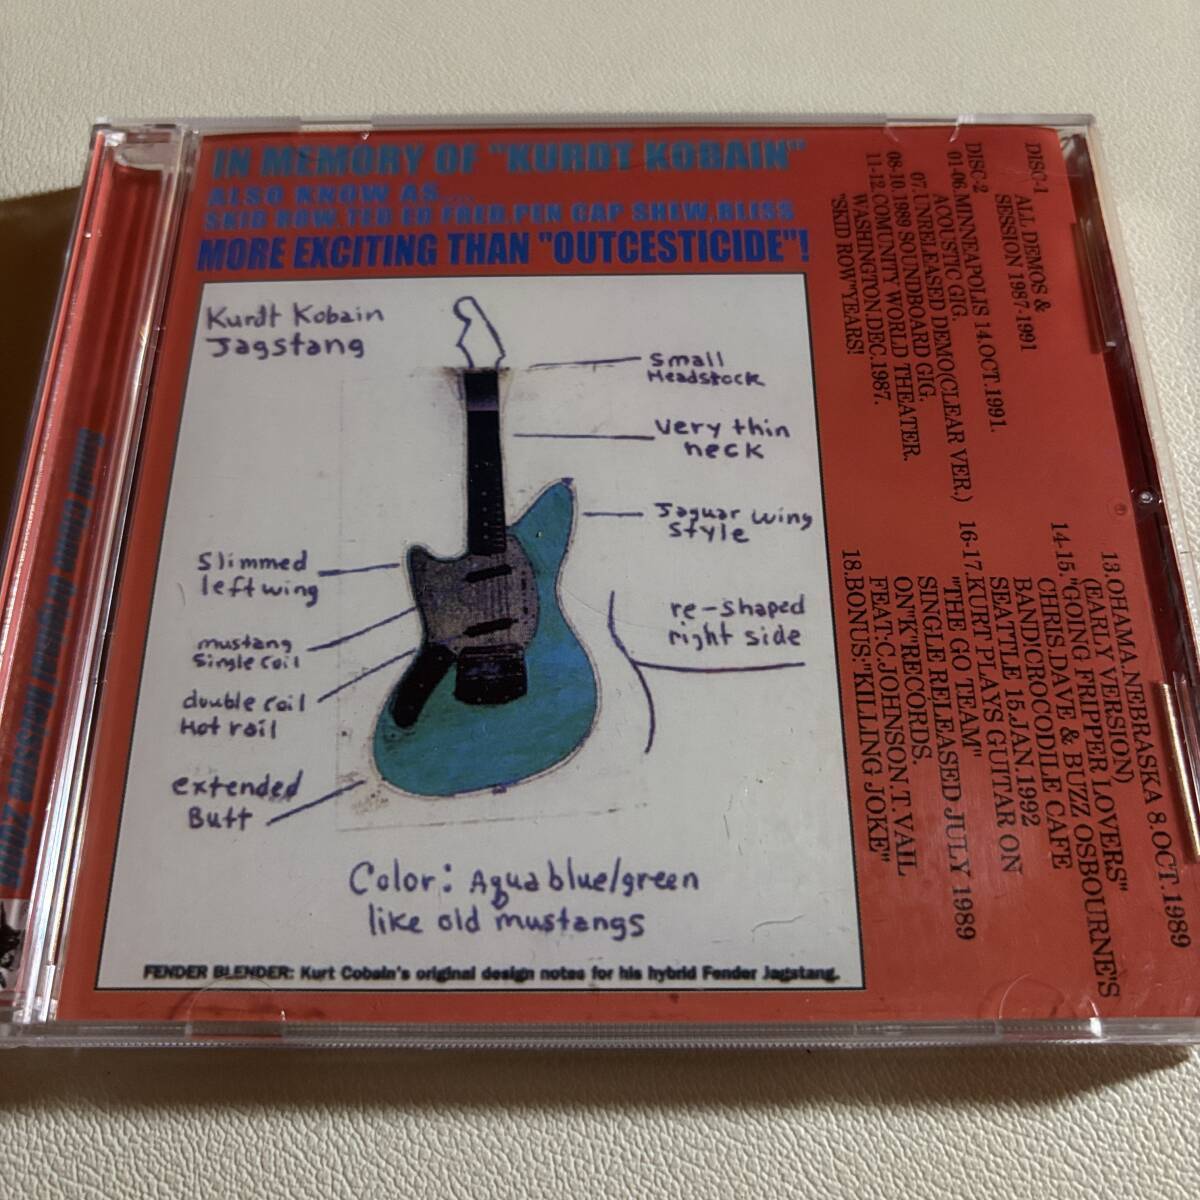 IN MEMORY OF "KURDT KOBAIN"
ALSO KNOW AS....
SKID ROW.TED ED FRED.PEN CAP SHEW.BLISS
MORE EXCITING THAN "OUTCESTICIDE"!
Kurdt Kobain
Jagstang
small
Headstock
very thin
neck
Jaguar wing
style
Slimmed
left wing
re-shaped
right side
mustang
single coil
double coil
Hot rail
extended
Butt
Color: Aqua blue/green
like old mustangs
FENDER BLENDER: Kurt Cobain's original design notes for his hybrid Fender Jagstang.
DISC-1
ALL DEMOS &
SESSION 1987-1991
DISC-2
01-06.MINNEAPOLIS 14.OCT.1991.
ACOUSTIC GIG.
07.UNRELEASED DEMO(CLEAR VER.)
08-10.1989 SOUNDBOARD GIG.
11-12.COMUNITY WORLD THEATER.
WASHINGTON.DEC.1987.
"SKID ROW"YEARS!
13.OHAMA.NEBRASKA 8.OCT.1989
(EARLY VERSION)
14-15."GOING FRIPPER LOVERS"
CHRIS.DAVE & BUZZ OSBOURNE'S
BAND!CROCODDILE CAFE
SEATTLE 15.JAN.1992
16-17.KURT PLAYS GUITAR ON
"THE GO TEAM"
SINGLE RELEASED JULY 1989
ON"K"RECORDS.
FEAT:C.JOHNSON.T.VAIL
18.BONUS:"KILLING JOKE"